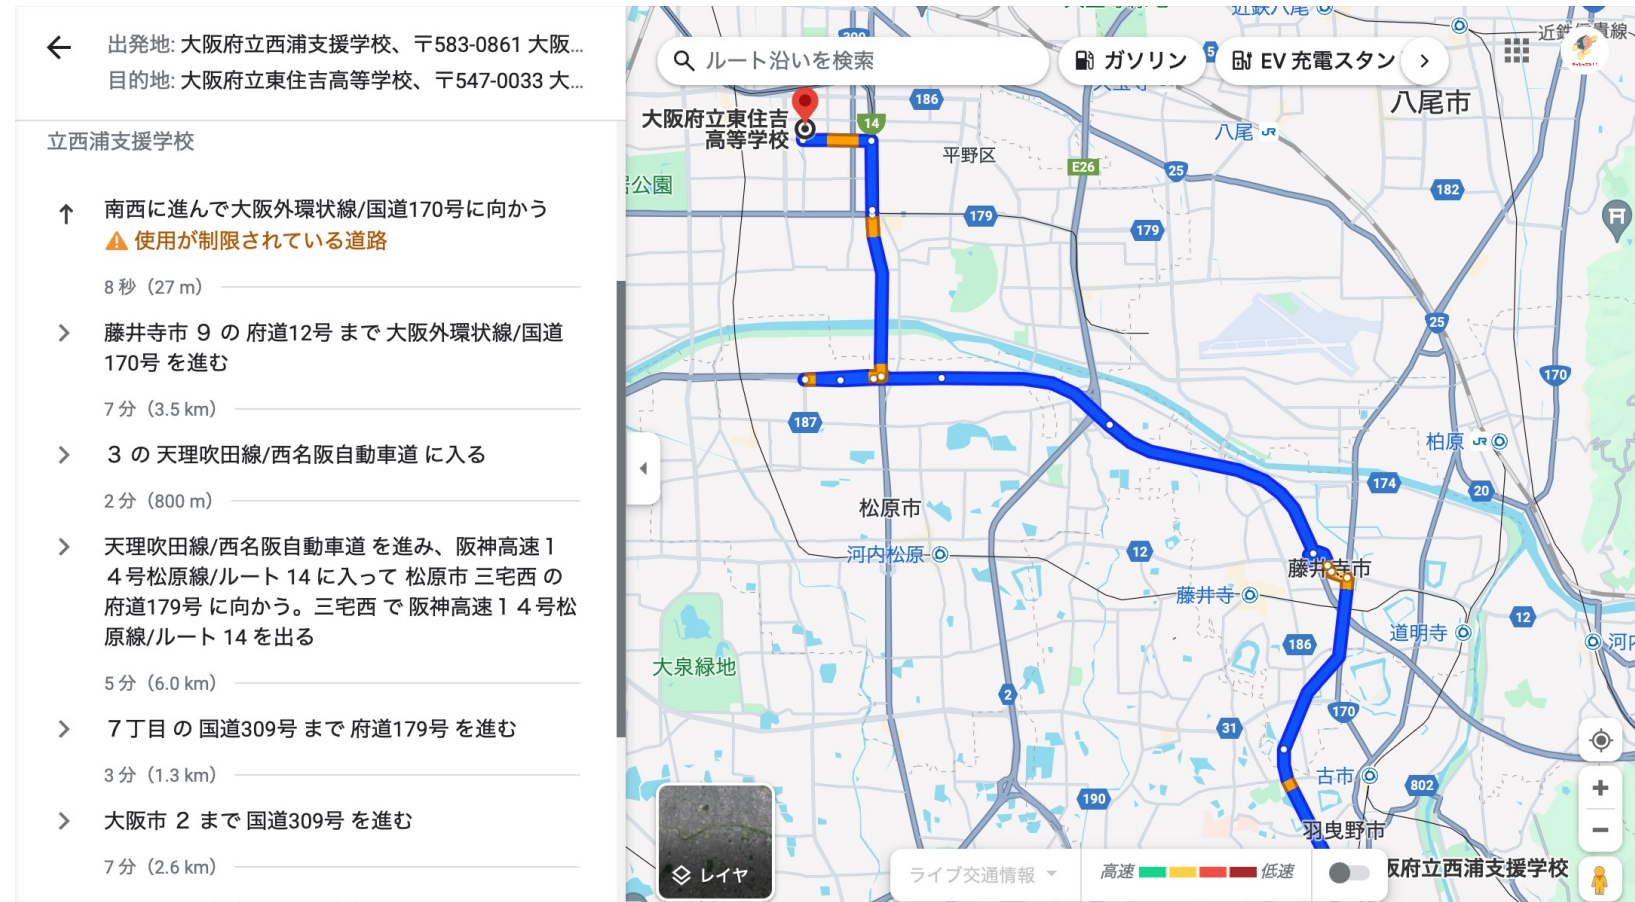 出発地: 大阪府立西浦支援学校、〒583-0861 大阪...
目的地: 大阪府立東住吉高等学校、〒547-0033 大...
立西浦支援学校
南西に進んで大阪外環状線/国道170号に向かう
使用が制限されている道路
8 秒（27 m）
藤井寺市 9 の 府道12号 まで 大阪外環状線/国道
170号 を進む
7 分（3.5 km）
3 の 天理吹田線/西名阪自動車道 に入る
2 分（800 m）
天理吹田線/西名阪自動車道 を進み、阪神高速１
４号松原線/ルート 14 に入って 松原市 三宅西 の
府道179号 に向かう。三宅西 で 阪神高速１４号松
原線/ルート 14 を出る
5 分（6.0 km）
７丁目 の 国道309号 まで 府道179号 を進む
3 分（1.3 km）
大阪市 2 まで 国道309号 を進む
7 分（2.6 km）
ルート沿いを検索
ガソリン
EV 充電スタン
近鉄八尾
309
5
近鉄
貴線
八尾市
大阪府立東住吉
高等学校
186
14
平野区
八尾 JR
E26
25
182
公園
179
179
25
170
187
柏原 JR
174
20
松原市
河内松原
12
藤井寺市
藤井寺
12
道明寺
186
河内
大泉緑地
2
170
31
古市
802
190
羽曳野市
阪府立西浦支援学校
レイヤ
ライブ交通情報
高速
低速